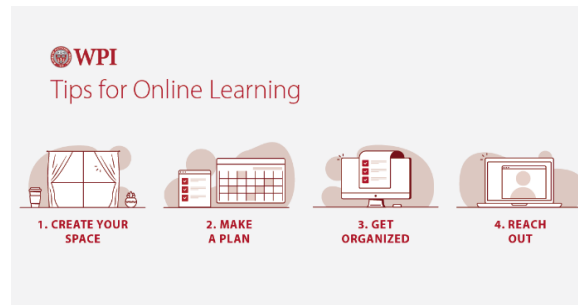 WPI
Tips for Online Learning
1. CREATE YOUR
SPACE
2. MAKE
A PLAN
3. GET
ORGANIZED
4. REACH
OUT